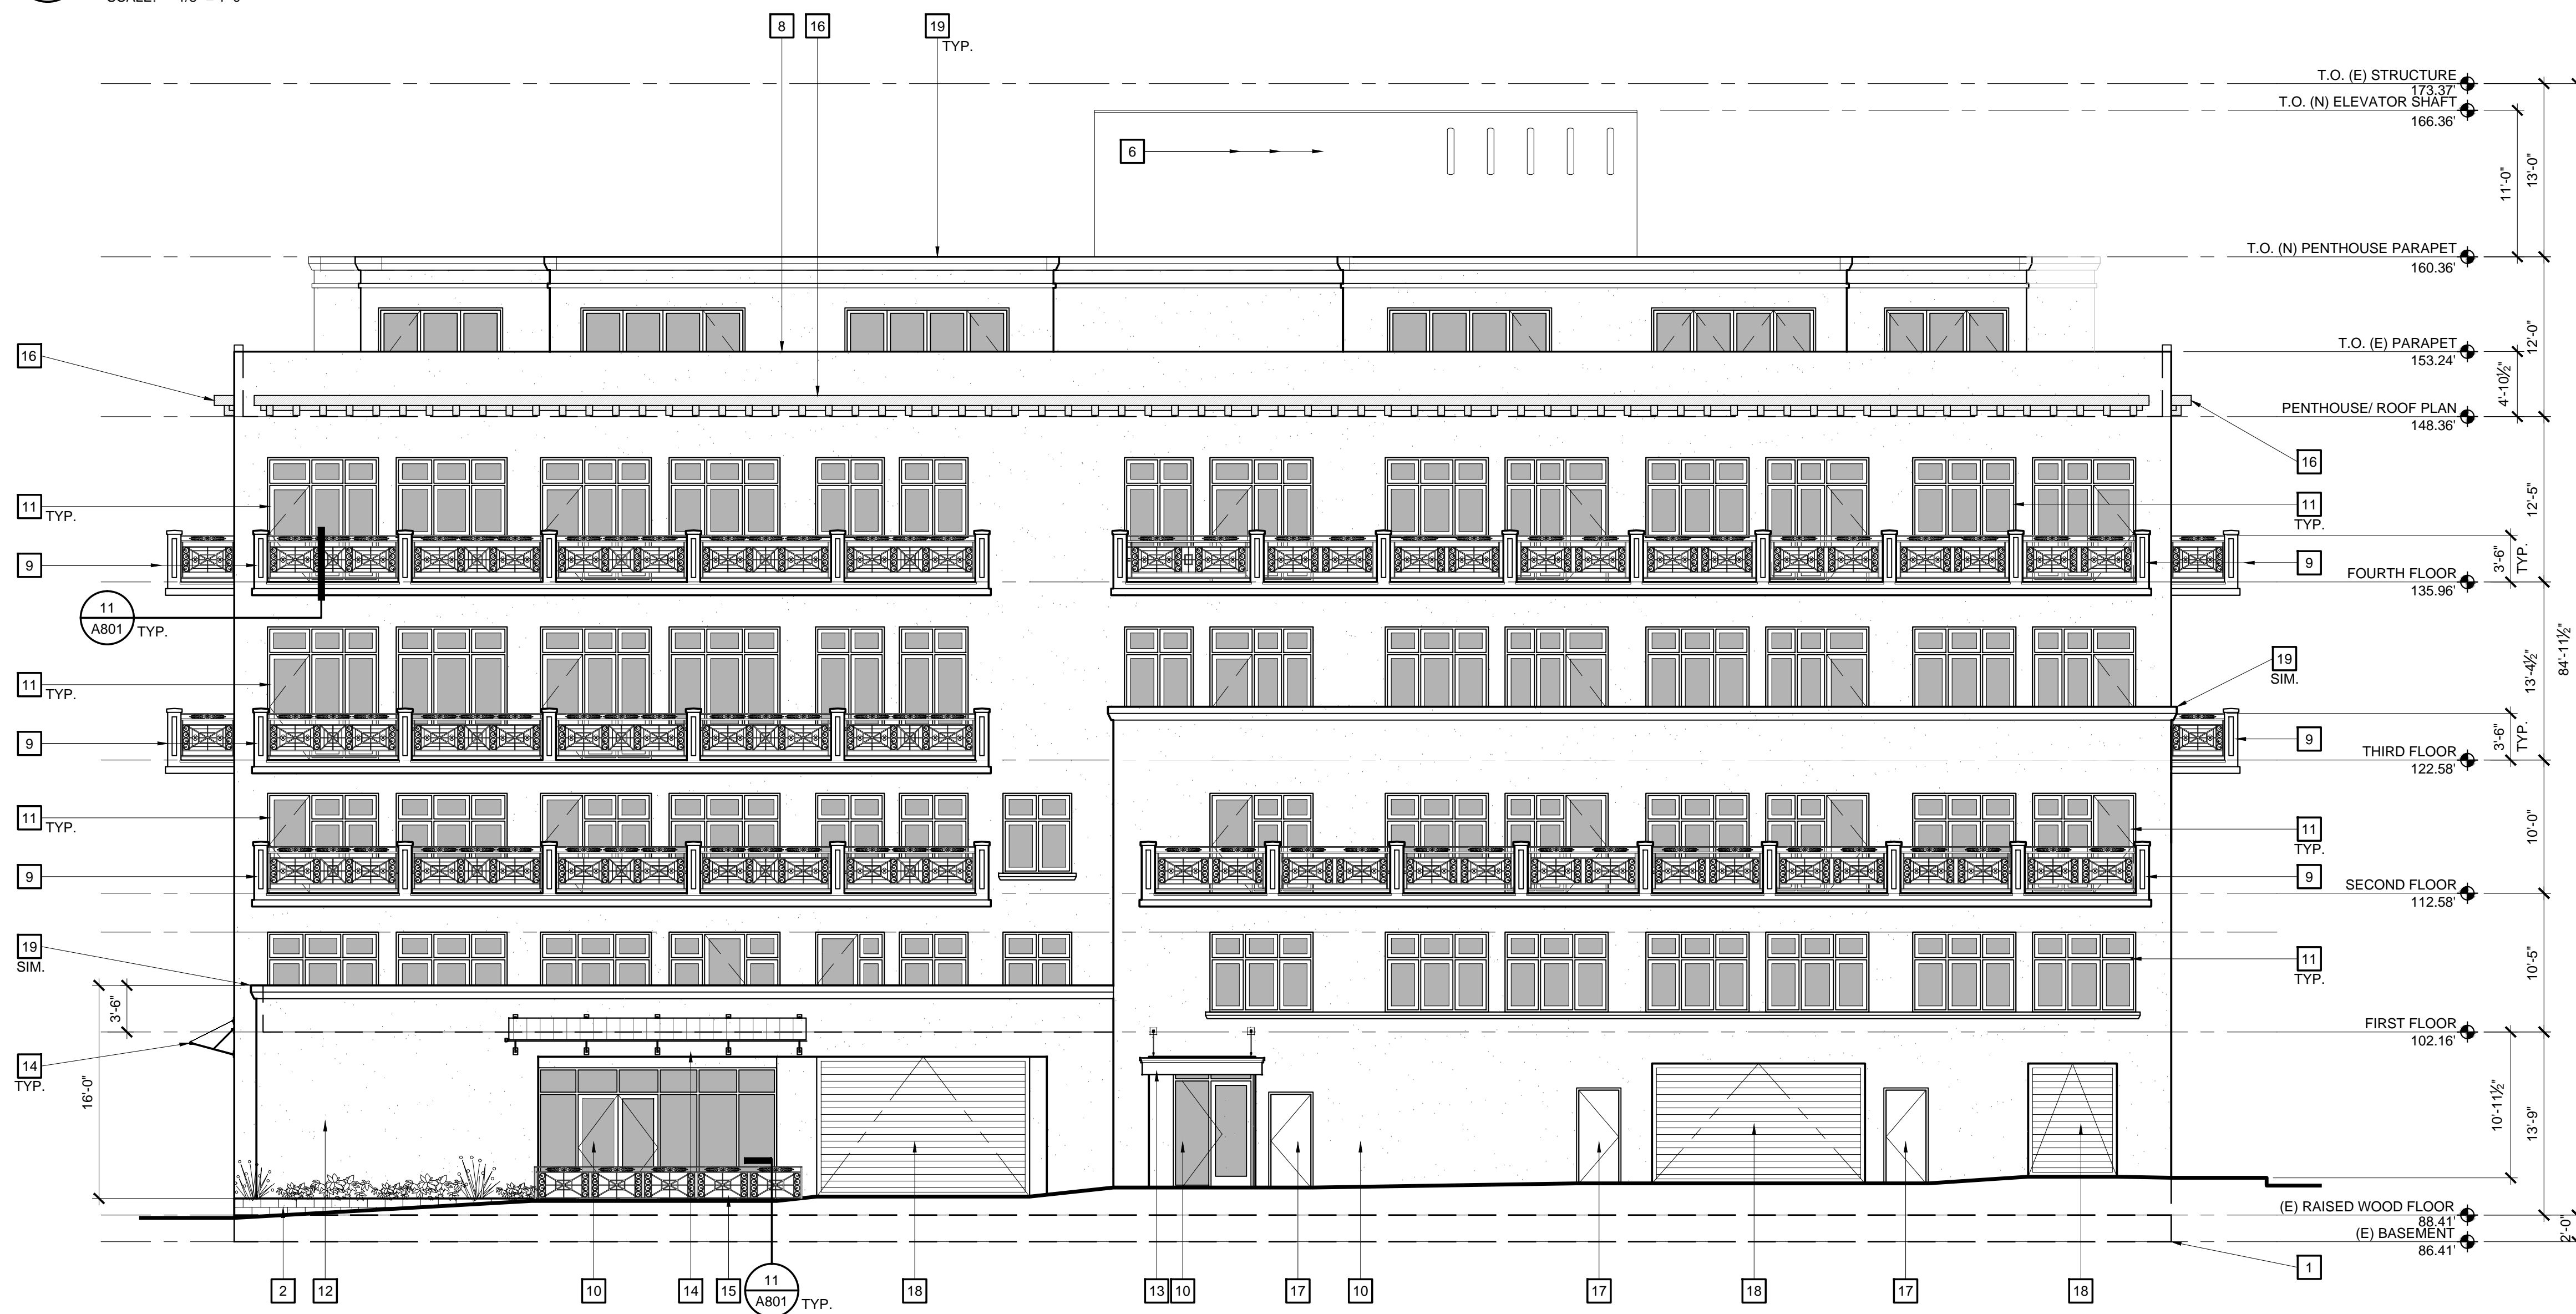 8
16
19
TYP.
T.O. (E) STRUCTURE
173.37'
T.O. (N) ELEVATOR SHAFT
166.36'
6
11'-0"
13'-0"
T.O. (N) PENTHOUSE PARAPET
160.36'
12'-0"
16
T.O. (E) PARAPET
153.24'
4'-10½"
PENTHOUSE/ ROOF PLAN
148.36'
16
11
TYP.
11
TYP.
12'-5"
9
3'-6"
TYP.
9
FOURTH FLOOR
135.96'
11
A801
TYP.
84'-11½"
19
SIM.
11
TYP.
13'-4½"
9
3'-6"
TYP.
9
THIRD FLOOR
122.58'
11
TYP.
11
TYP.
10'-0"
9
9
SECOND FLOOR
112.58'
19
SIM.
11
TYP.
10'-5"
3'-6"
FIRST FLOOR
102.16'
14
TYP.
16'-0"
10'-11½"
13'-9"
(E) RAISED WOOD FLOOR
88.41'
(E) BASEMENT
86.41'
2'-0"
2
12
10
14
15
11
A801
TYP.
18
13
10
17
10
17
18
17
18
1